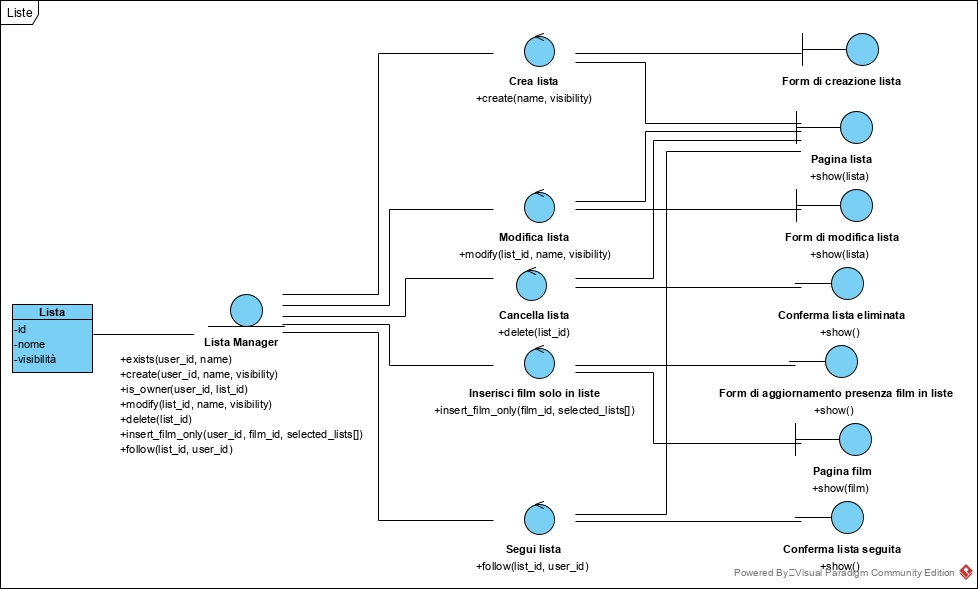 Liste
Lista
-id
-nome
-visibilità
Lista Manager
+exists(user_id, name)
+create(user_id, name, visibility)
+is_owner(user_id, list_id)
+modify(list_id, name, visibility)
+delete(list_id)
+insert_film_only(user_id, film_id, selected_lists[])
+follow(list_id, user_id)
Crea lista
+create(name, visibility)
Modifica lista
+modify(list_id, name, visibility)
Cancella lista
+delete(list_id)
Inserisci film solo in liste
+insert_film_only(film_id, selected_lists[])
Segui lista
+follow(list_id, user_id)
Form di creazione lista
Pagina lista
+show(lista)
Form di modifica lista
+show(lista)
Conferma lista eliminata
+show()
Form di aggiornamento presenza film in liste
+show()
Pagina film
+show(film)
Conferma lista seguita
+show()
Powered By Visual Paradigm Community Edition